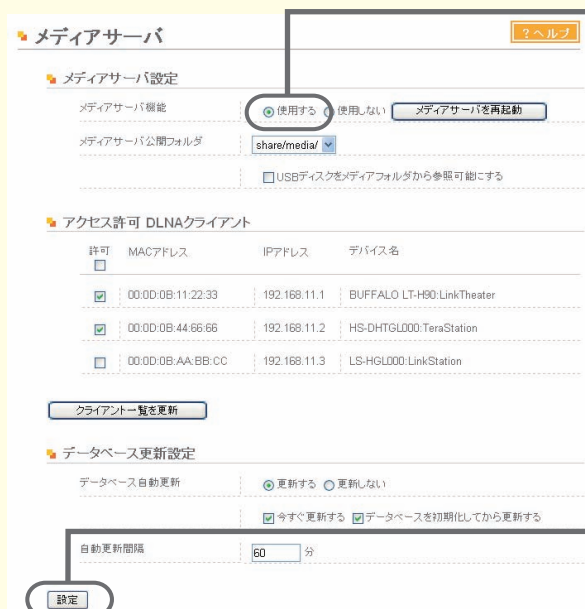 メディアサーバ
?ヘルプ
メディアサーバ設定
メディアサーバ機能 使用する 使用しない メディアサーバを再起動
メディアサーバ公開フォルダ share/media/
USBディスクをメディアフォルダから参照可能にする
アクセス許可 DLNAクライアント
許可 MACアドレス IPアドレス デバイス名
00:0D:0B:11:22:33 192.168.11.1 BUFFALO LT-H90:LinkTheater
00:0D:0B:44:66:66 192.168.11.2 HS-DHTGL000:TeraStation
00:0D:0B:AA:BB:CC 192.168.11.3 LS-HGL000:LinkStation
クライアント一覧を更新
データベース更新設定
データベース自動更新 更新する 更新しない
今すぐ更新する データベースを初期化してから更新する
自動更新間隔 60 分
設定